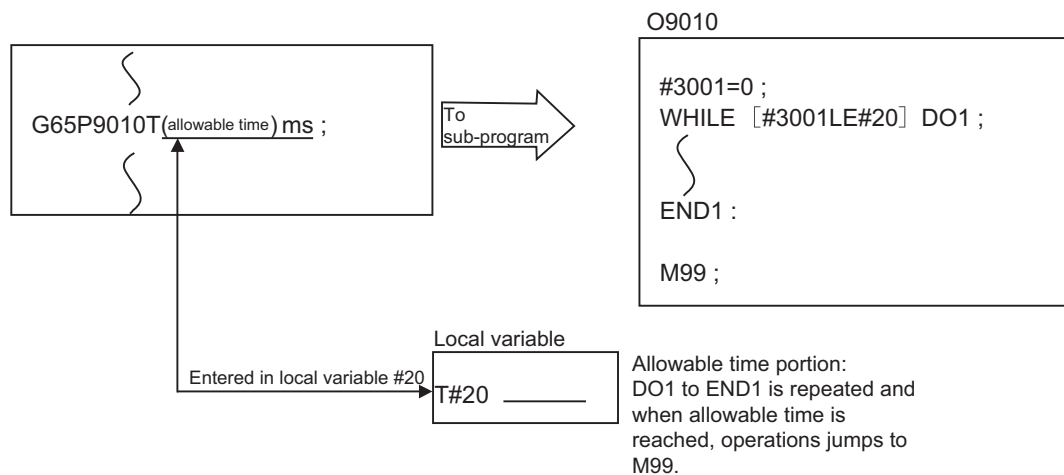 O9010
G65P9010T(allowable time) ms ;
To
sub-program
#3001=0 ;
WHILE [#3001LE#20] DO1 ;
END1 :
M99 ;
Local variable
Entered in local variable #20
T#20
Allowable time portion:
DO1 to END1 is repeated and
when allowable time is
reached, operations jumps to
M99.